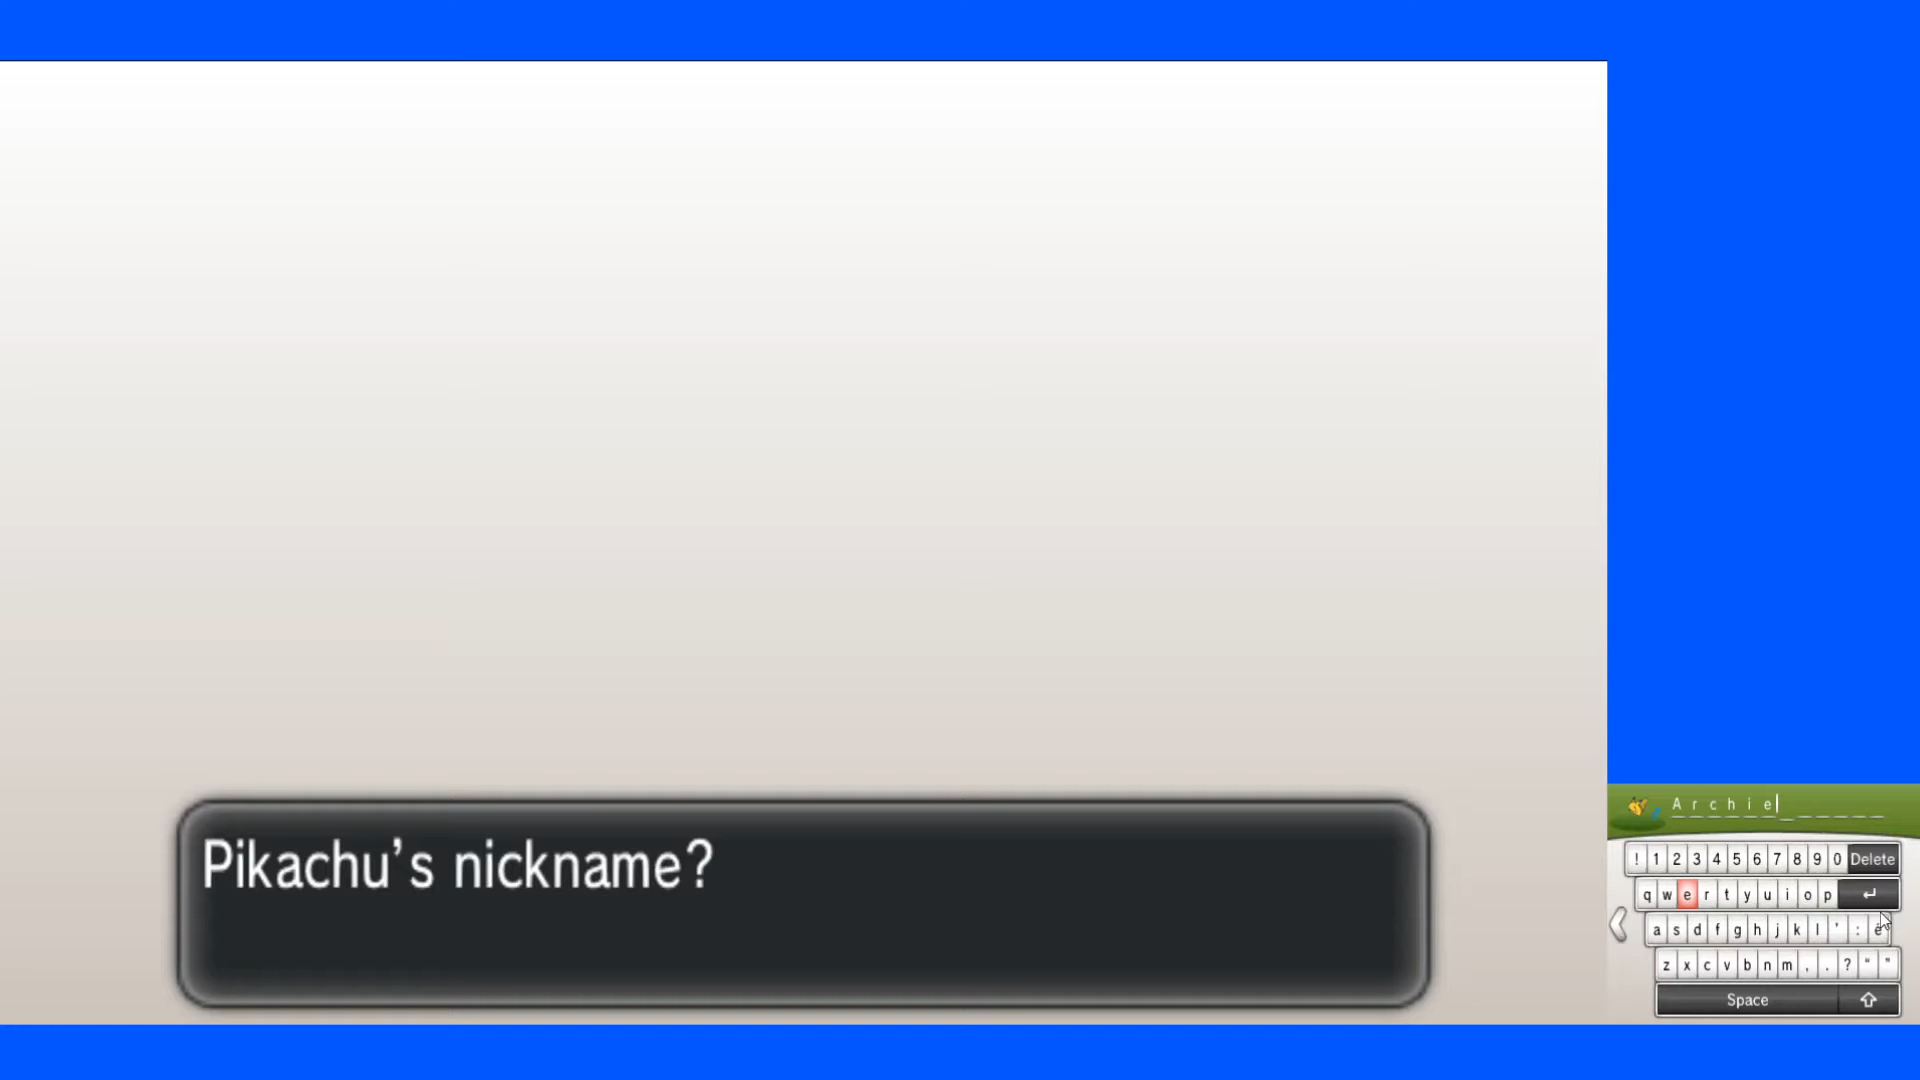 Archie
! 1 2 3 4 5 6 7 8 9 0 Delete
q w e r t y u i o p ↵
a s d f g h j k l ' : é
z x c v b n m , . ? “ ”
Space
Pikachu’s nickname?